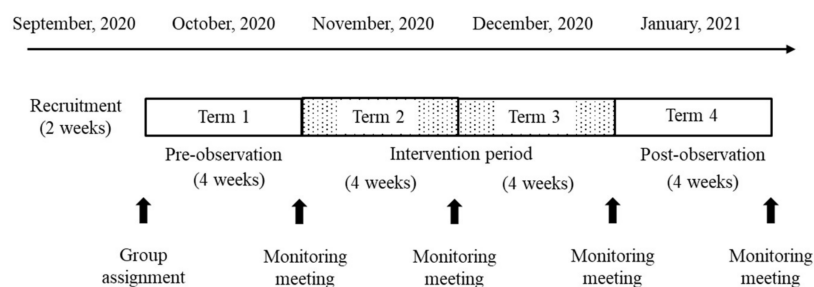 September, 2020 October, 2020 November, 2020 December, 2020 January, 2021
Recruitment
(2 weeks)
Term 1 Term 2 Term 3 Term 4
Pre-observation Intervention period Post-observation
(4 weeks) (4 weeks) (4 weeks) (4 weeks)
Group
assignment
Monitoring
meeting
Monitoring
meeting
Monitoring
meeting
Monitoring
meeting